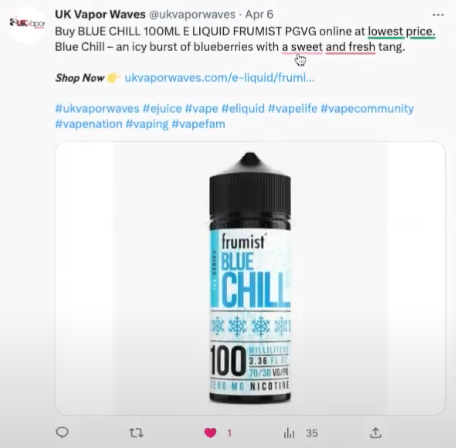 UK Vapor Waves @ukvaporwaves · Apr 6
Buy BLUE CHILL 100ML E LIQUID FRUMIST PGVG online at lowest price.
Blue Chill – an icy burst of blueberries with a sweet and fresh tang.
Shop Now 👉 ukvaporwaves.com/e-liquid/frumi...
#ukvaporwaves #ejuice #vape #eliquid #vapelife #vapecommunity
#vapenation #vaping #vapefam
frumist
BLUE
CHILL
100 MILLILITERS
3.36 FL
70/30 VG/PG
ZERO MG NICOTINE
1
35